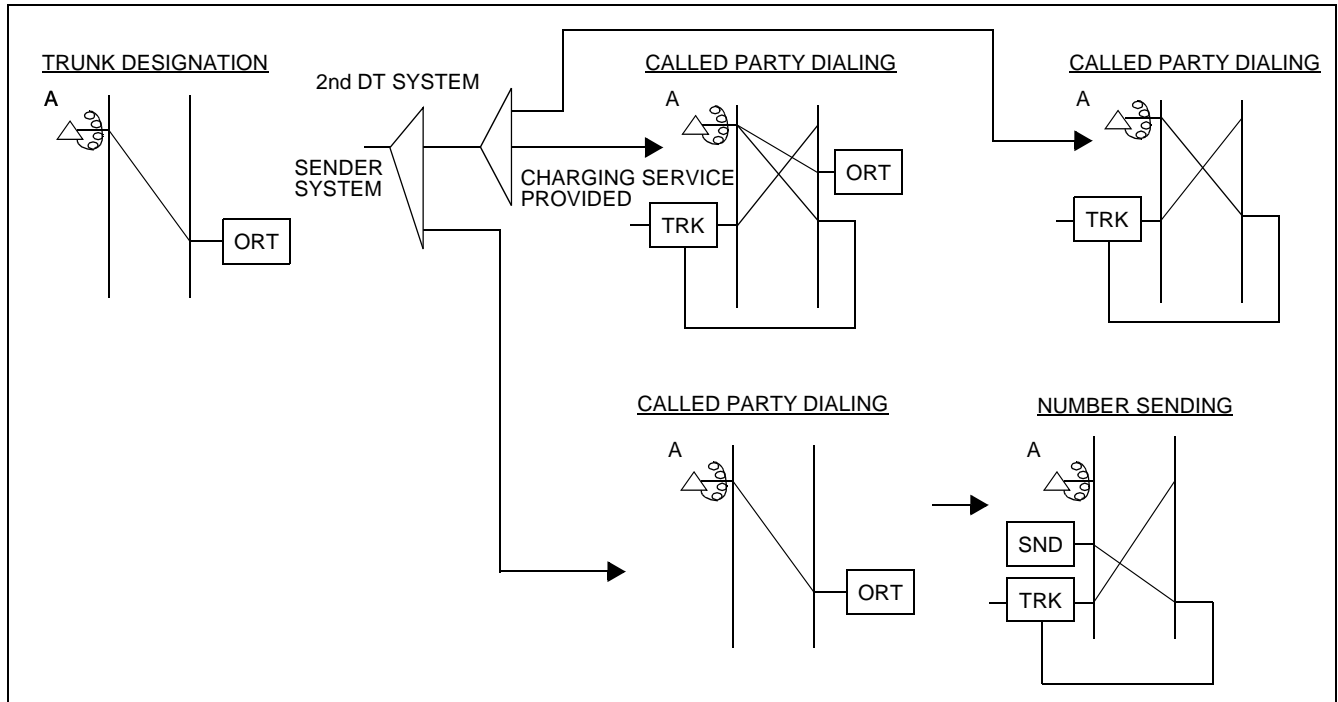 TRUNK DESIGNATION
A
ORT
2nd DT SYSTEM
SENDER
SYSTEM
CHARGING SERVICE
PROVIDED
CALLED PARTY DIALING
A
ORT
TRK
CALLED PARTY DIALING
A
TRK
CALLED PARTY DIALING
A
ORT
NUMBER SENDING
A
SND
TRK